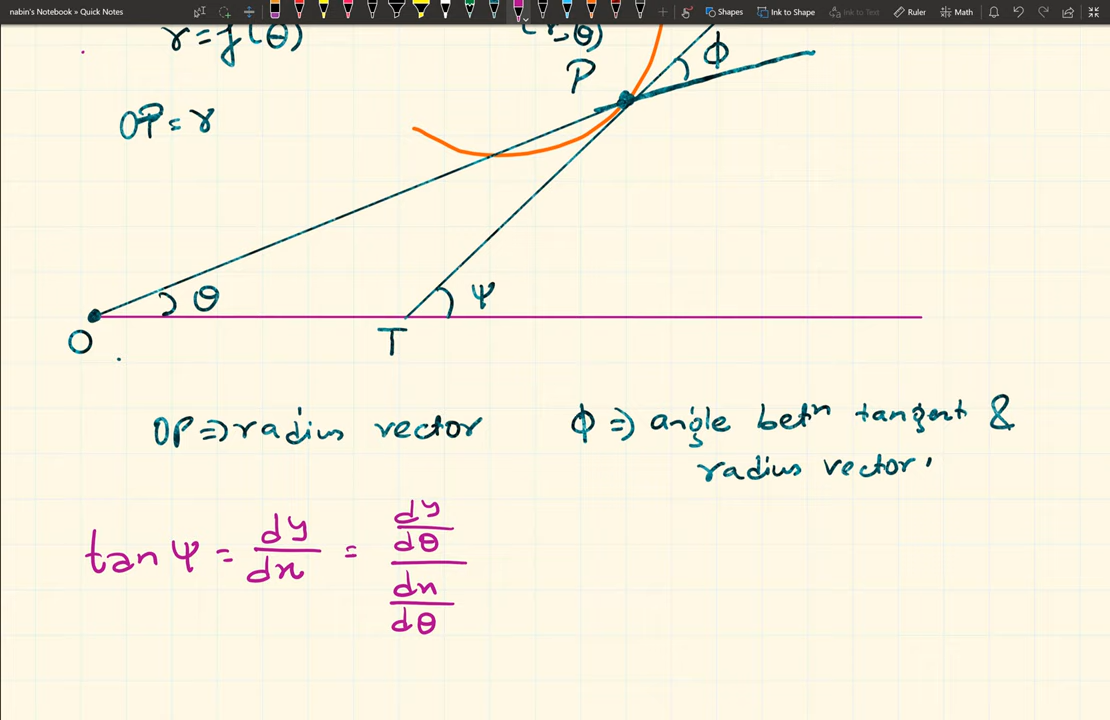 nabin's Notebook » Quick Notes
Shapes Ink to Shape Ink to Text Ruler Math
r = f(θ)
(r, θ)
P
ϕ
OP = r
θ
ψ
O
T
OP ⇒ radius vector
ϕ ⇒ angle betⁿ tangent &
radius vector.
tan ψ = dy/dx = (dy/dθ)/(dx/dθ)